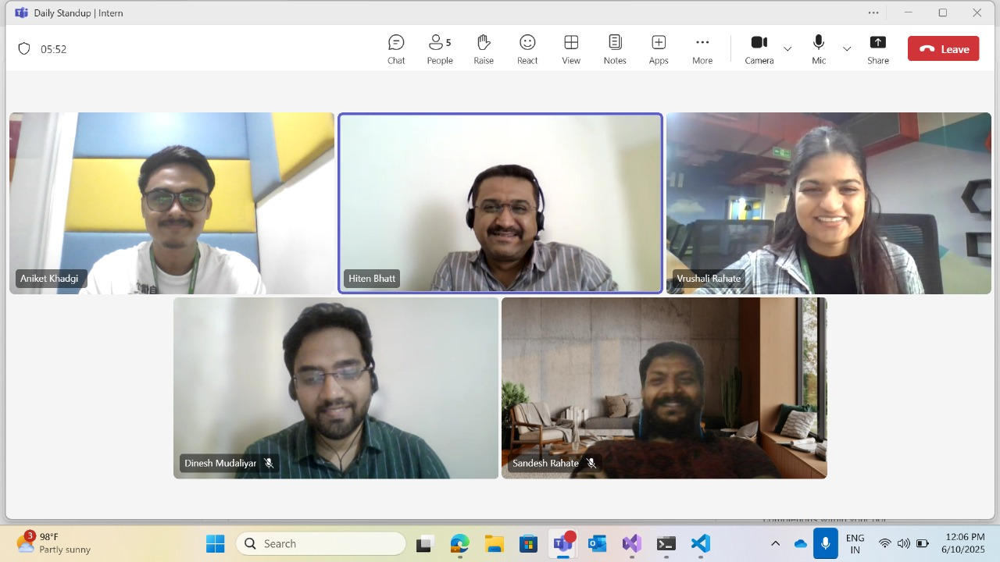 Daily Standup | Intern
05:52
Chat
5
People
Raise
React
View
Notes
Apps
More
Camera
Mic
Share
Leave
Aniket Khadgi
Hiten Bhatt
Vrushali Rahate
Dinesh Mudaliyar
Sandesh Rahate
3
98°F
Partly sunny
Search
ENG
IN
12:06 PM
6/10/2025